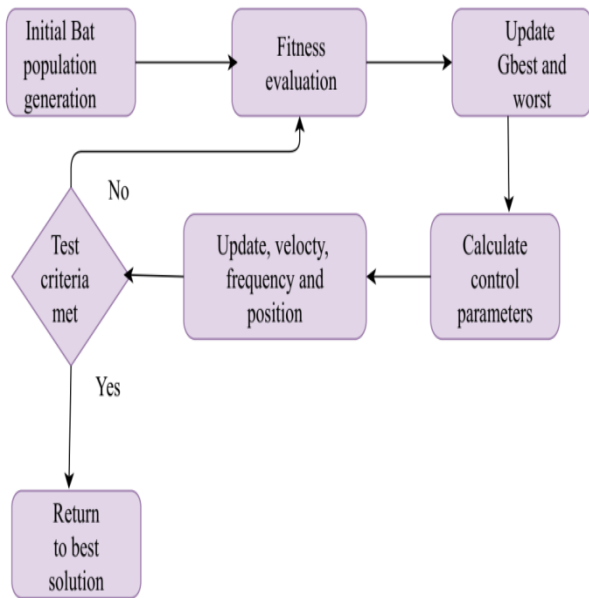 Initial Bat
population
generation
Fitness
evaluation
Update
Gbest and
worst
No
Test
criteria
met
Update, velocty,
frequency and
position
Calculate
control
parameters
Yes
Return
to best
solution